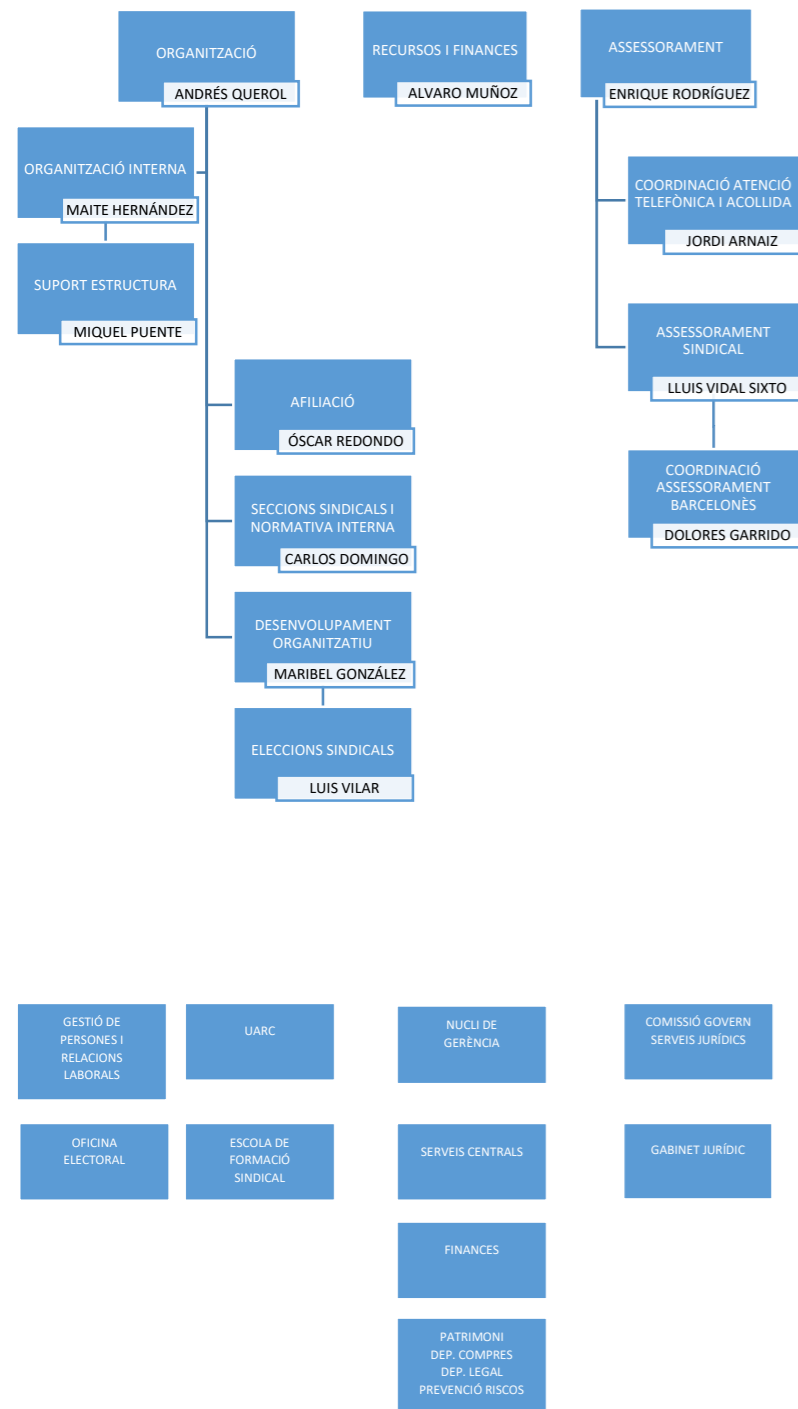 ORGANITZACIÓ
ANDRÉS QUEROL
RECURSOS I FINANCES
ALVARO MUÑOZ
ASSESSORAMENT
ENRIQUE RODRÍGUEZ
ORGANITZACIÓ INTERNA
MAITE HERNÁNDEZ
SUPORT ESTRUCTURA
MIQUEL PUENTE
COORDINACIÓ ATENCIÓ
TELEFÒNICA I ACOLLIDA
JORDI ARNAIZ
ASSESSORAMENT
SINDICAL
LLUIS VIDAL SIXTO
COORDINACIÓ
ASSESSORAMENT
BARCELONÈS
DOLORES GARRIDO
AFILIACIÓ
ÓSCAR REDONDO
SECCIONS SINDICALS I
NORMATIVA INTERNA
CARLOS DOMINGO
DESENVOLUPAMENT
ORGANITZATIU
MARIBEL GONZÁLEZ
ELECCIONS SINDICALS
LUIS VILAR
GESTIÓ DE
PERSONES I
RELACIONS
LABORALS
UARC
NUCLI DE
GERÈNCIA
COMISSIÓ GOVERN
SERVEIS JURÍDICS
OFICINA
ELECTORAL
ESCOLA DE
FORMACIÓ
SINDICAL
SERVEIS CENTRALS
GABINET JURÍDIC
FINANCES
PATRIMONI
DEP. COMPRES
DEP. LEGAL
PREVENCIÓ RISCOS